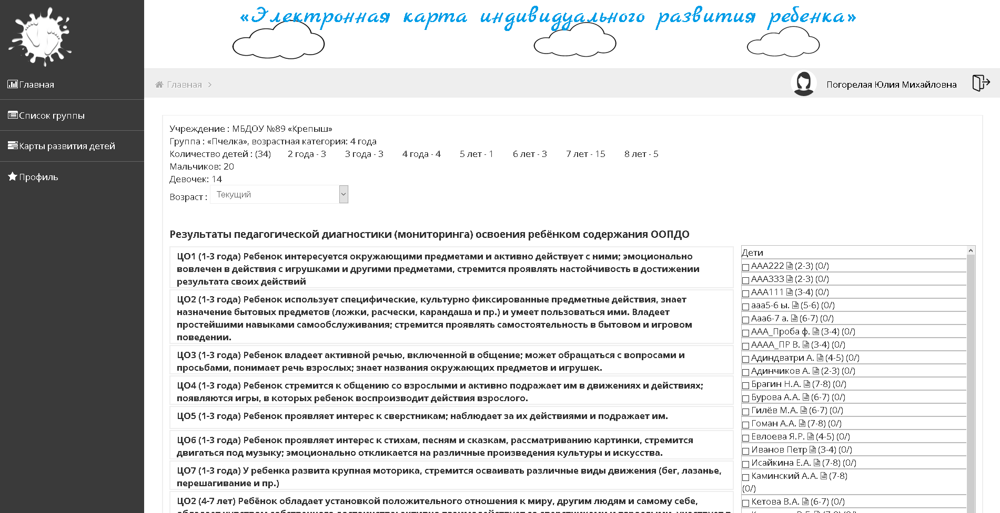 «Электронная карта индивидуального развития ребенка»
Главная
Список группы
Карты развития детей
Профиль
Главная
Погорелая Юлия Михайловна
Учреждение : МБДОУ №89 «Крепыш»
Группа : «Пчелка», возрастная категория: 4 года
Количество детей : (34) 2 года - 3 3 года - 3 4 года - 4 5 лет - 1 6 лет - 3 7 лет - 15 8 лет - 5
Мальчиков: 20
Девочек: 14
Возраст : Текущий
Результаты педагогической диагностики (мониторинга) освоения ребёнком содержания ООПДО
ЦО1 (1-3 года) Ребенок интересуется окружающими предметами и активно действует с ними; эмоционально
вовлечен в действия с игрушками и другими предметами, стремится проявлять настойчивость в достижении
результата своих действий
ЦО2 (1-3 года) Ребенок использует специфические, культурно фиксированные предметные действия, знает
назначение бытовых предметов (ложки, расчески, карандаша и пр.) и умеет пользоваться ими. Владеет
простейшими навыками самообслуживания; стремится проявлять самостоятельность в бытовом и игровом
поведении.
ЦО3 (1-3 года) Ребенок владеет активной речью, включенной в общение; может обращаться с вопросами и
просьбами, понимает речь взрослых; знает названия окружающих предметов и игрушек.
ЦО4 (1-3 года) Ребенок стремится к общению со взрослыми и активно подражает им в движениях и действиях;
появляются игры, в которых ребенок воспроизводит действия взрослого.
ЦО5 (1-3 года) Ребенок проявляет интерес к сверстникам; наблюдает за их действиями и подражает им.
ЦО6 (1-3 года) Ребенок проявляет интерес к стихам, песням и сказкам, рассматриванию картинки, стремится
двигаться под музыку; эмоционально откликается на различные произведения культуры и искусства.
ЦО7 (1-3 года) У ребенка развита крупная моторика, стремится осваивать различные виды движения (бег, лазанье,
перешагивание и пр.)
ЦО2 (4-7 лет) Ребёнок обладает установкой положительного отношения к миру, другим людям и самому себе,
Дети
ААА222 (2-3) (0/)
ААА333 (2-3) (0/)
ААА111 (3-4) (0/)
ааа5-6 ы. (5-6) (0/)
Ааа6-7 а. (6-7) (0/)
ААА_Проба ф. (3-4) (0/)
АААА_ПР В. (3-4) (0/)
Адиндватри А. (4-5) (0/)
Адинчиков А. (2-3) (0/)
Брагин Н.А. (7-8) (0/)
Бурова А.А. (6-7) (0/)
Гилёв М.А. (6-7) (0/)
Гоман А.А. (7-8) (0/)
Евлоева Я.Р. (4-5) (0/)
Иванов Петр (3-4) (0/)
Исайкина Е.А. (7-8) (0/)
Каминский А.А. (7-8)
(0/)
Кетова В.А. (6-7) (0/)